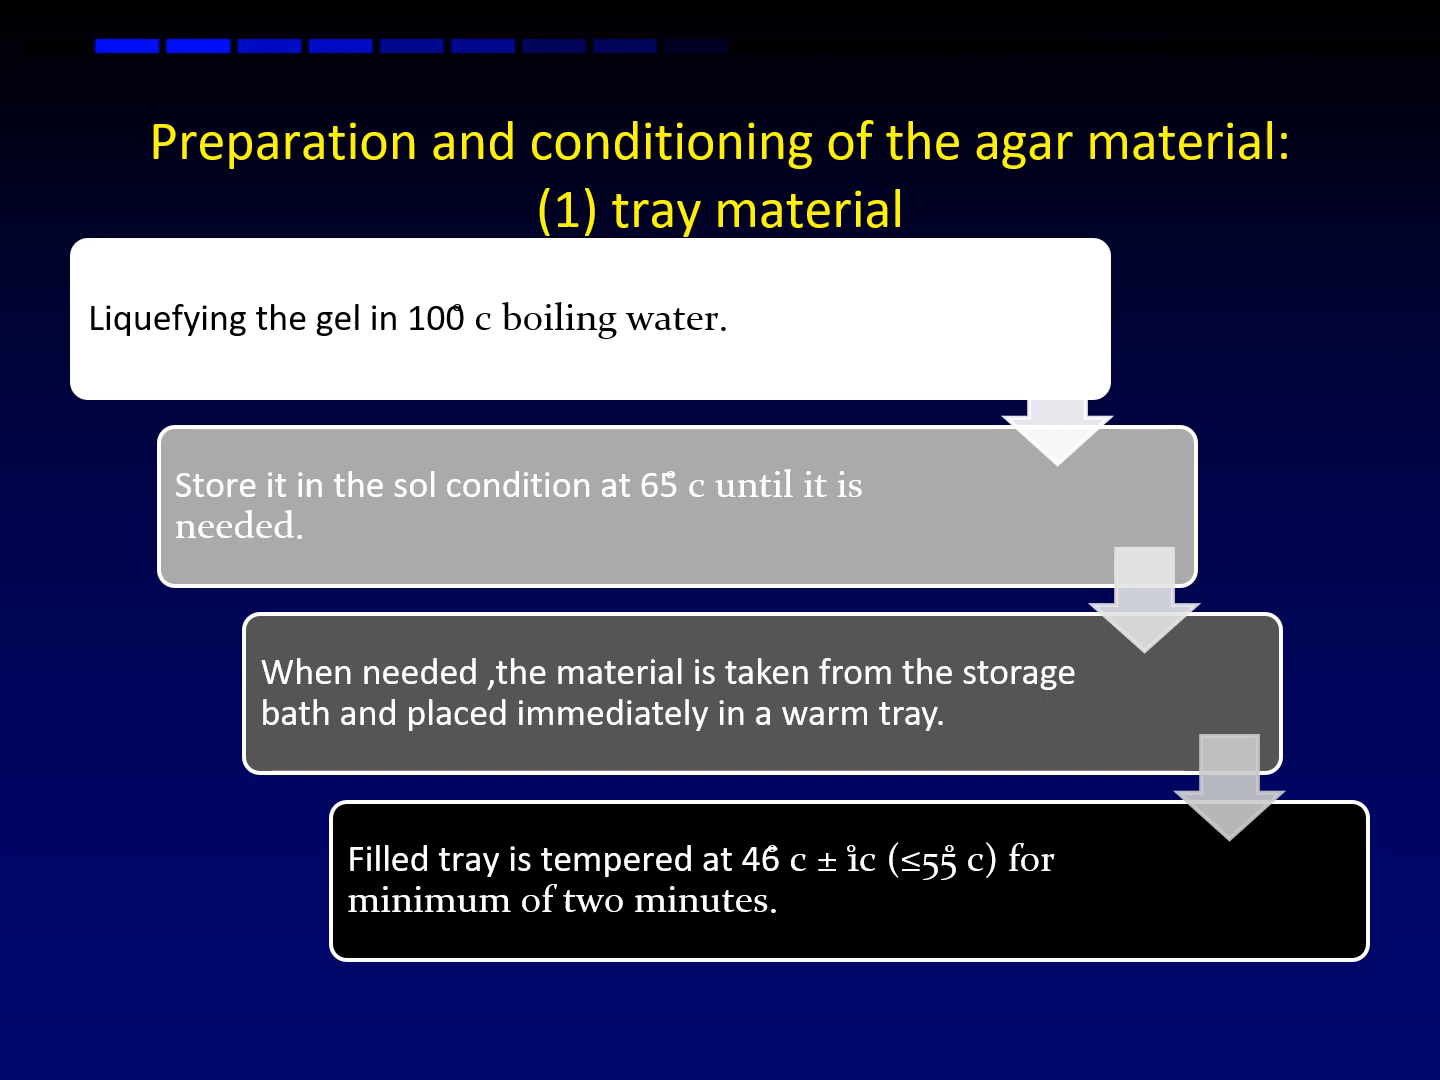 Preparation and conditioning of the agar material:
(1) tray material
Liquefying the gel in 100̊ c boiling water.
Store it in the sol condition at 65̊ c until it is
needed.
When needed ,the material is taken from the storage
bath and placed immediately in a warm tray.
Filled tray is tempered at 46̊ c ± 1̊c (≤55̊ c) for
minimum of two minutes.